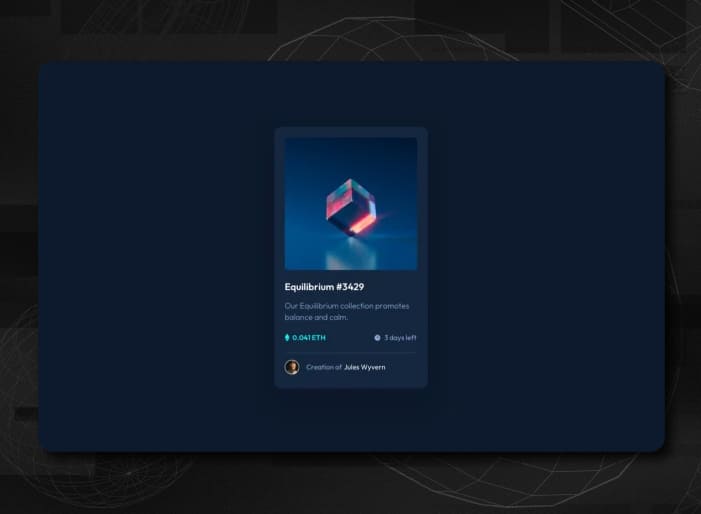 Equilibrium #3429
Our Equilibrium collection promotes
balance and calm.
0.041 ETH 3 days left
Creation of Jules Wyvern